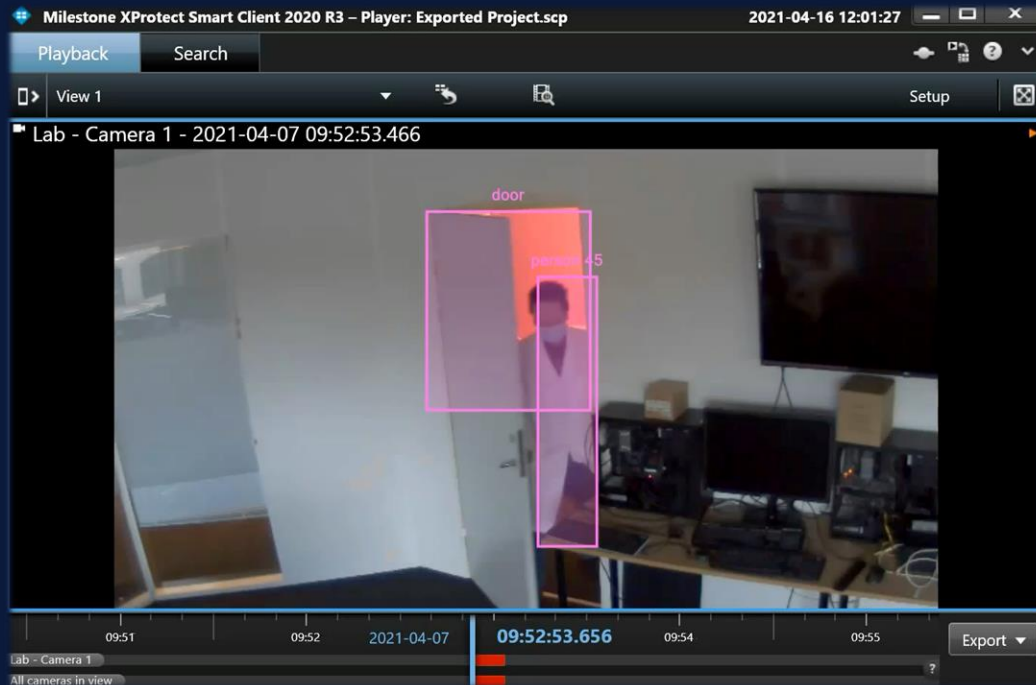 Milestone XProtect Smart Client 2020 R3 – Player: Exported Project.scp 2021-04-16 12:01:27
Playback Search
View 1 Setup
Lab - Camera 1 - 2021-04-07 09:52:53.466
door
person 45
09:51 09:52 2021-04-07 09:52:53.656 09:54 09:55
Export
Lab - Camera 1
?
All cameras in view